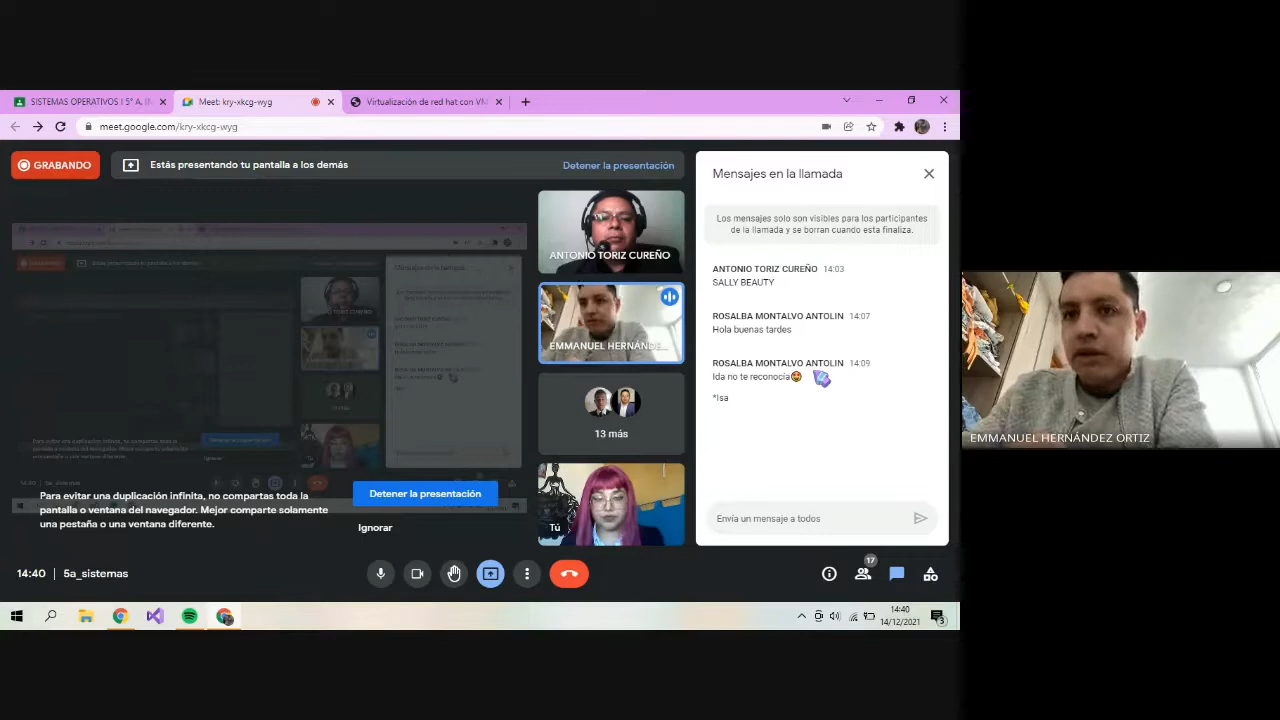 SISTEMAS OPERATIVOS I 5° A, IN
Meet: kry-xkcg-wyg
Virtualización de red hat con VM
meet.google.com/kry-xkcg-wyg
GRABANDO
Estás presentando tu pantalla a los demás
Detener la presentación
Mensajes en la llamada
Los mensajes solo son visibles para los participantes
de la llamada y se borran cuando esta finaliza.
ANTONIO TORIZ CUREÑO 14:03
SALLY BEAUTY
ROSALBA MONTALVO ANTOLIN 14:07
Hola buenas tardes
ROSALBA MONTALVO ANTOLIN 14:09
Ida no te reconocía🤩
*Isa
Envía un mensaje a todos
ANTONIO TORIZ CUREÑO
EMMANUEL HERNÁNDE...
13 más
Tú
Para evitar una duplicación infinita, no compartas toda la
pantalla o ventana del navegador. Mejor comparte solamente
una pestaña o una ventana diferente.
Detener la presentación
Ignorar
14:40 | 5a_sistemas
17
14:40
14/12/2021
3
EMMANUEL HERNÁNDEZ ORTIZ